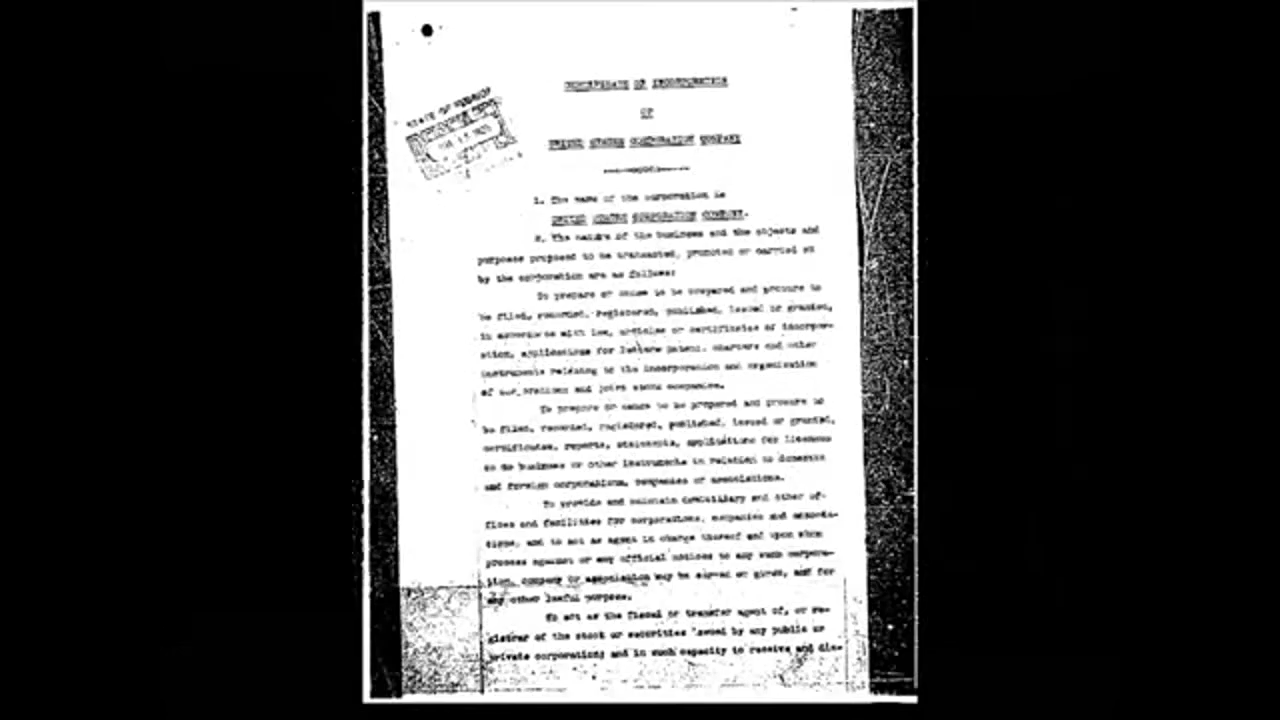 CERTIFICATE OF INCORPORATION
OF
UNITED STATES CORPORATION COMPANY
1. The name of the corporation is
UNITED STATES CORPORATION COMPANY.
2. The nature of the business and the objects and
purposes proposed to be transacted, promoted or carried on
by the corporation are as follows:
To prepare or cause to be prepared and procure to
be filed, recorded, registered, published, issued or granted,
in accordance with law, articles or certificates of incorpor-
ation, applications for letters patent, charters and other
instruments relating to the incorporation and organization
of corporations and joint stock companies.
To prepare or cause to be prepared and procure to
be filed, recorded, registered, published, issued or granted,
certificates, reports, statements, applications for licenses
to do business or other instruments in relation to domestic
and foreign corporations, companies or associations.
To provide and maintain domiciliary and other of-
fices and facilities for corporations, companies and associa-
tions, and to act as agent in charge thereof and upon whom
process against or any official notices to any such corpora-
tion, company or association may be served or given, and for
any other lawful purpose.
To act as the fiscal or transfer agent of, or re-
gistrar of the stock or securities issued by any public or
private corporation; and in such capacity to receive and dis-